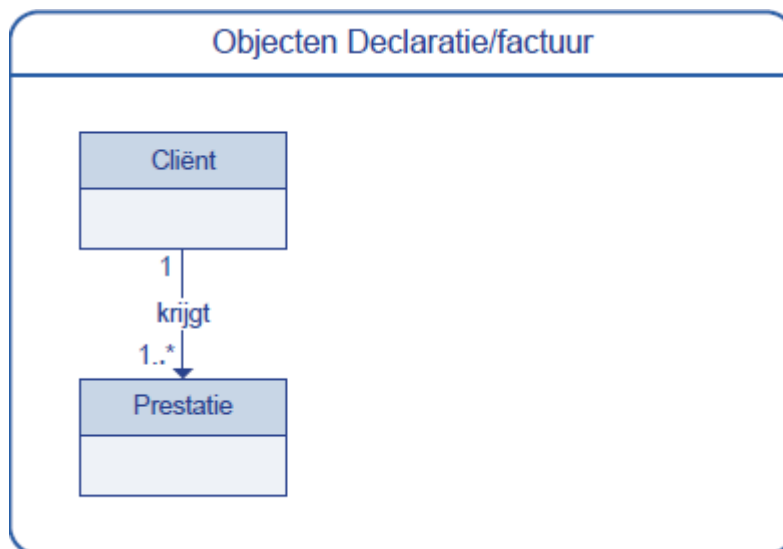 Objecten Declaratie/factuur
Cliënt
1
krijgt
1..*
Prestatie